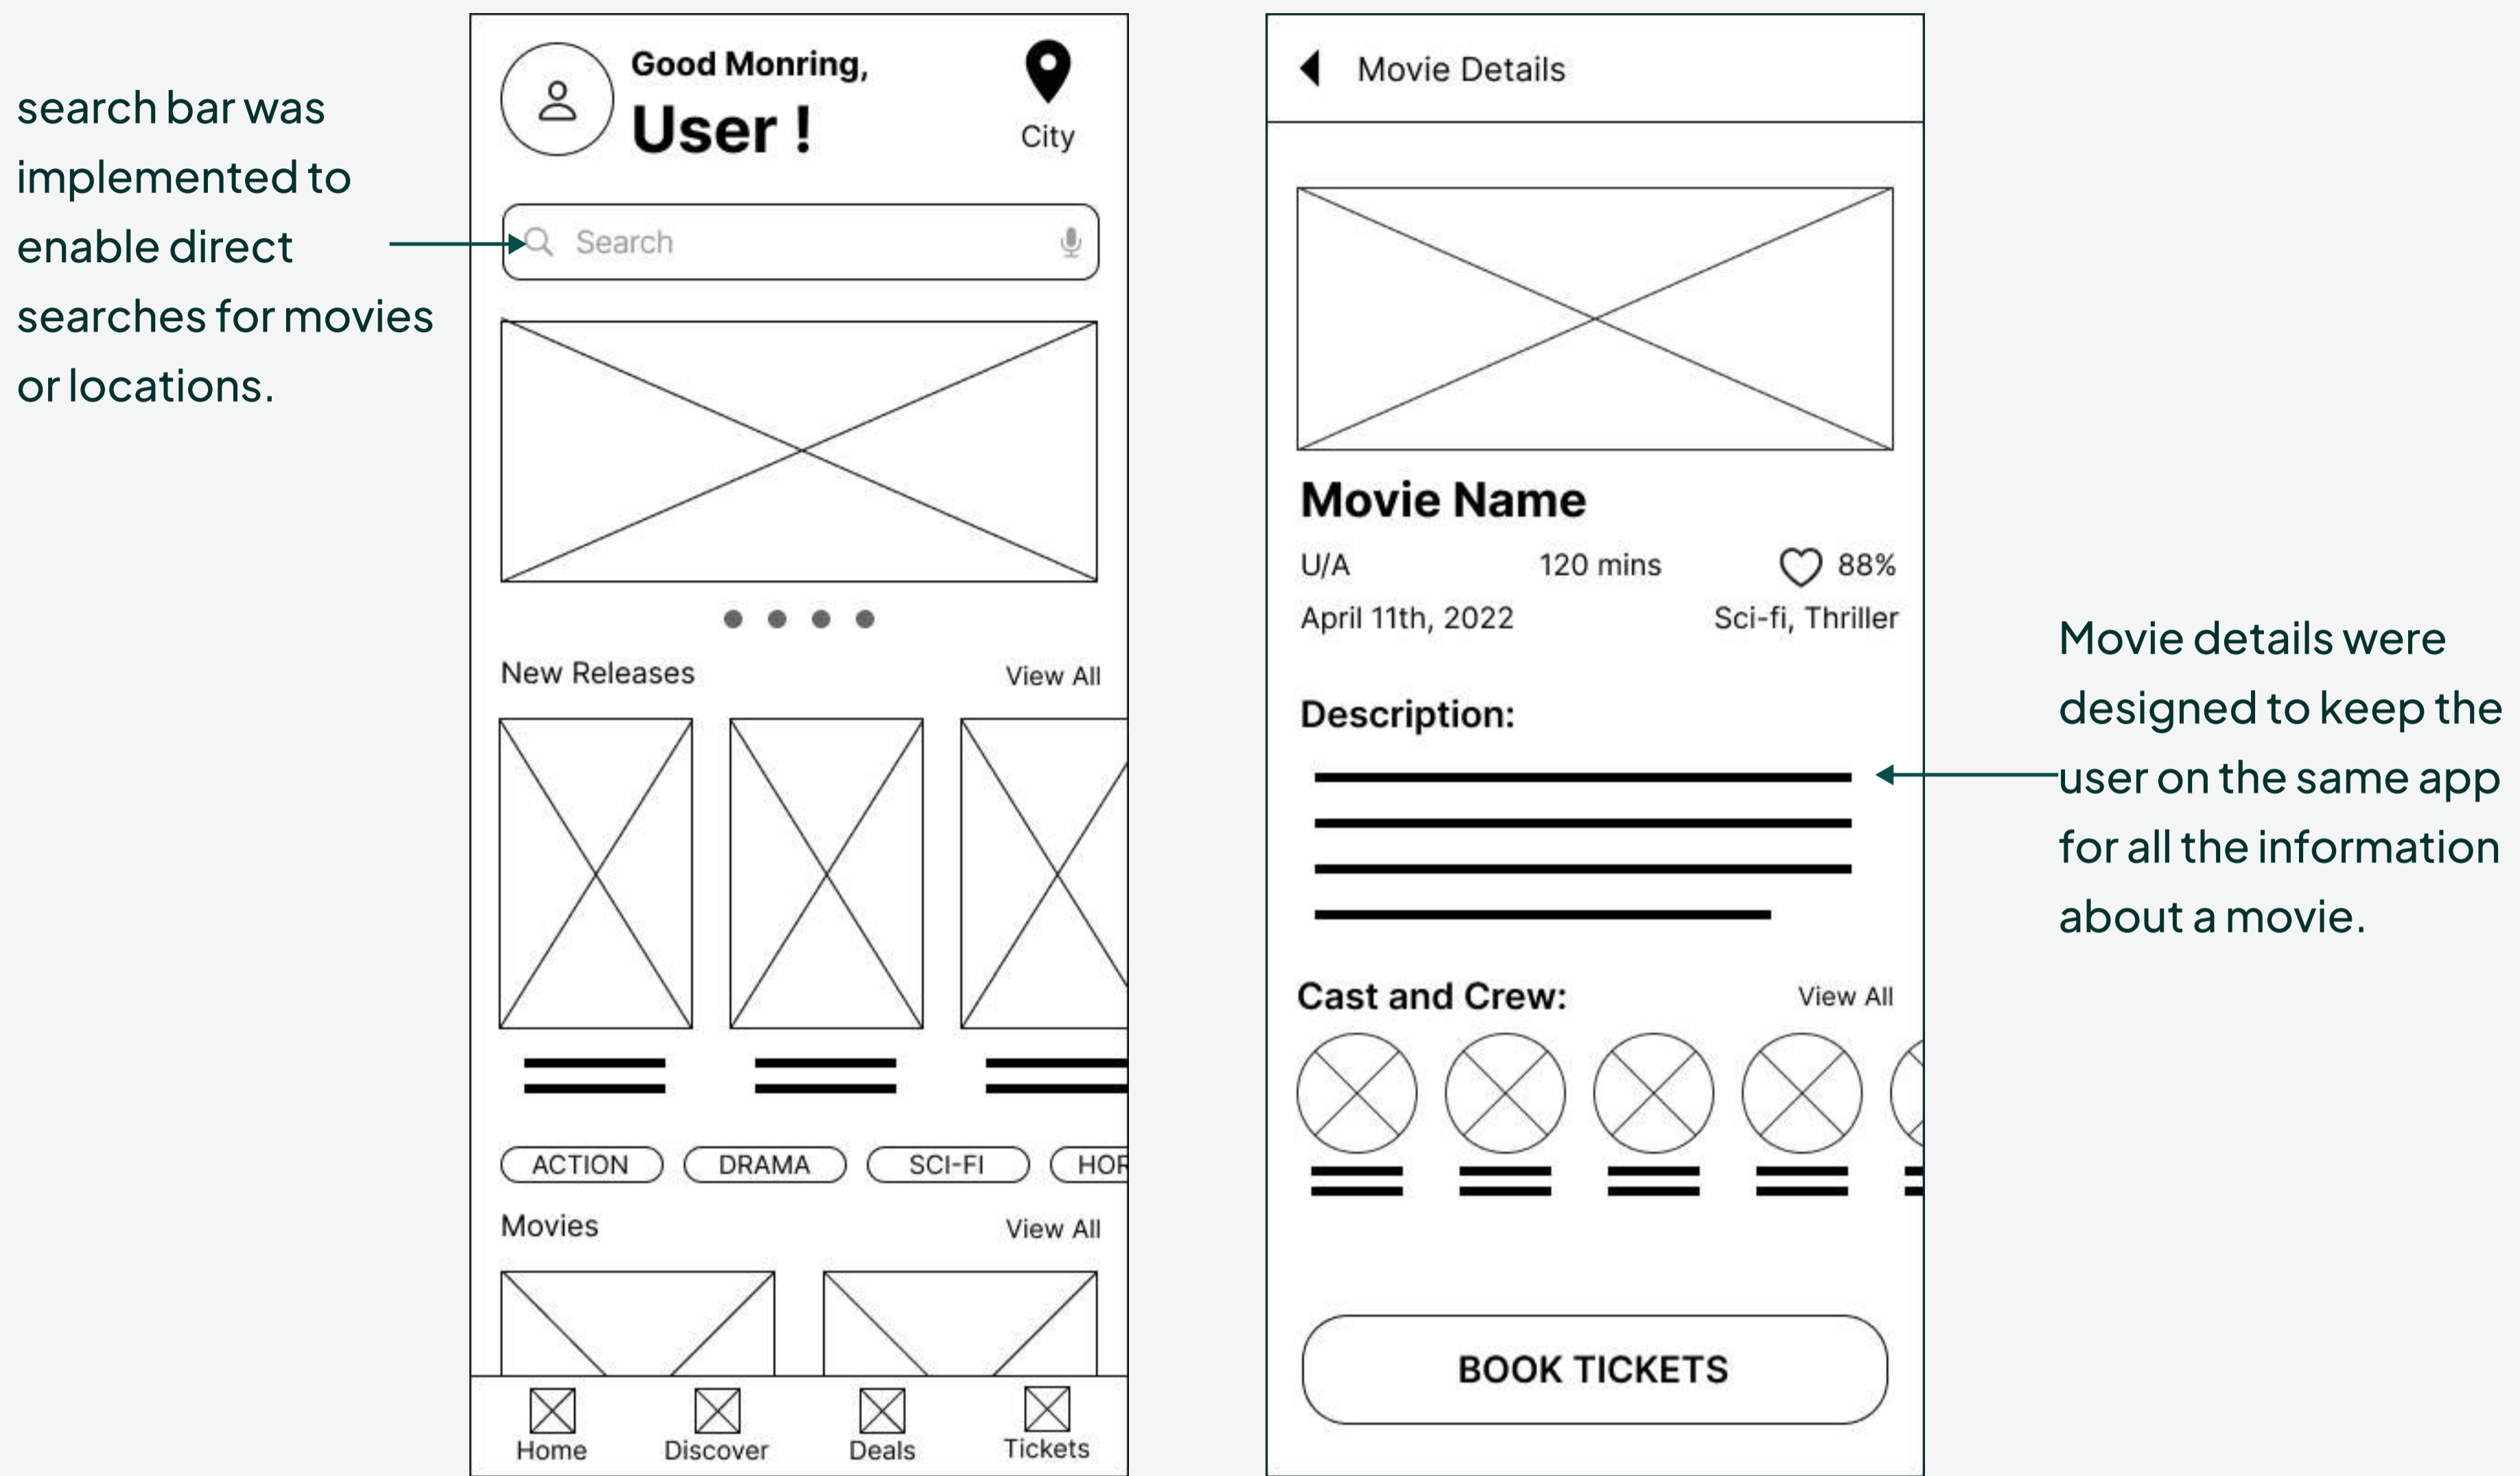 search bar was
implemented to
enable direct
searches for movies
or locations.
Good Monring,
User !
City
Search
New Releases
View All
ACTION
DRAMA
SCI-FI
HOR
Movies
View All
Home
Discover
Deals
Tickets
Movie Details
Movie Name
U/A
120 mins
88%
April 11th, 2022
Sci-fi, Thriller
Description:
Cast and Crew:
View All
BOOK TICKETS
Movie details were
designed to keep the
user on the same app
for all the information
about a movie.